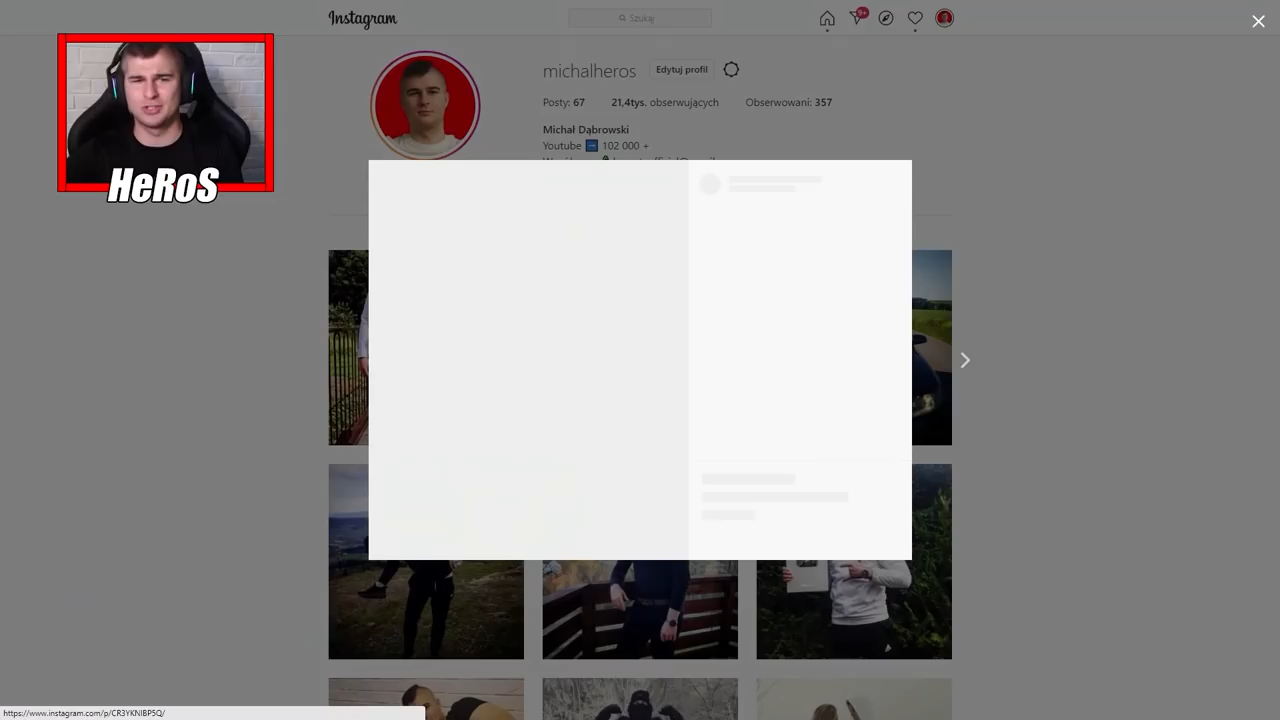 Instagram
Szukaj
9+
michalheros
Edytuj profil
Posty: 67 21,4tys. obserwujących Obserwowani: 357
Michał Dąbrowski
Youtube ➡ 102 000 +
HeRoS
https://www.instagram.com/p/CR3YKNIBP5Q/